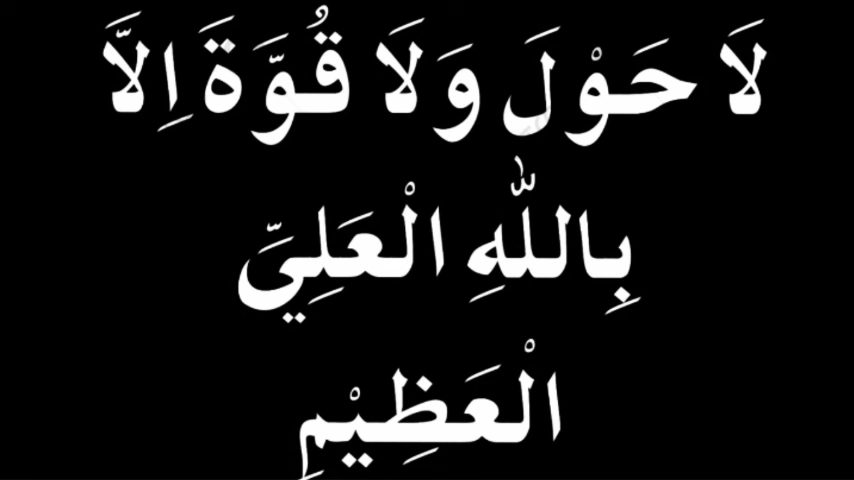 لَا حَوْلَ وَلَا قُوَّةَ اِلَّا
بِاللّٰهِ الْعَلِيِّ
الْعَظِيْمِ